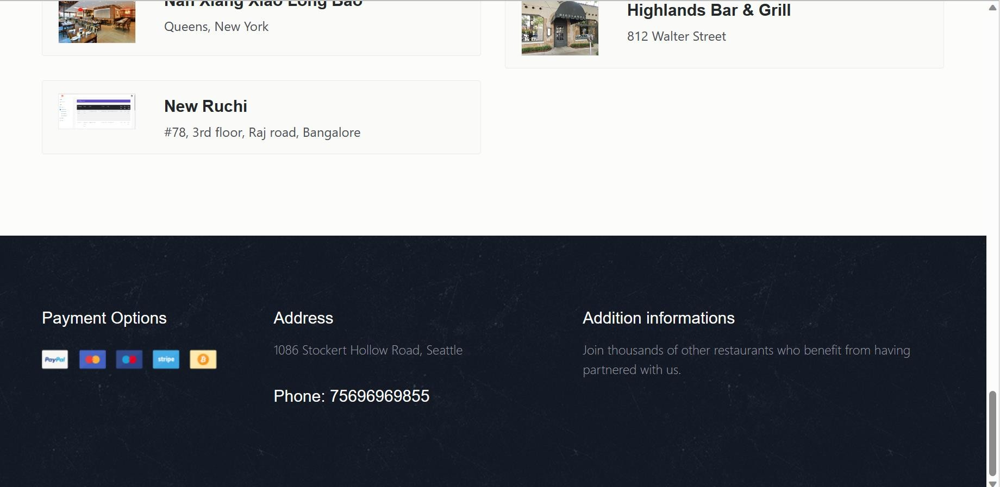 Nan Xiang Xiao Long Bao
Queens, New York
HIGHLANDS
Highlands Bar & Grill
812 Walter Street
New Ruchi
#78, 3rd floor, Raj road, Bangalore
Payment Options
PayPal
stripe
Address
1086 Stockert Hollow Road, Seattle
Phone: 75696969855
Addition informations
Join thousands of other restaurants who benefit from having
partnered with us.